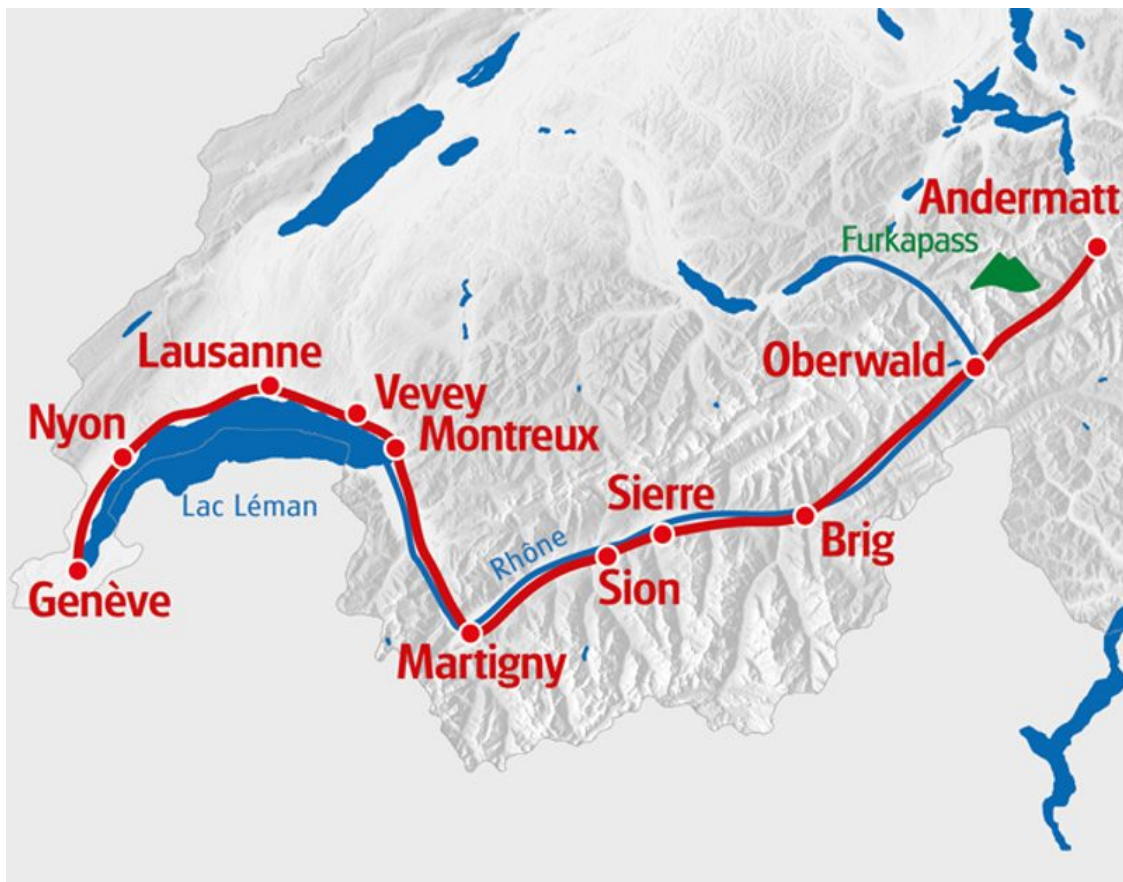 Andermatt
Furkapass
Oberwald
Lausanne
Vevey
Nyon
Montreux
Lac Léman
Sierre
Rhône
Brig
Sion
Genève
Martigny